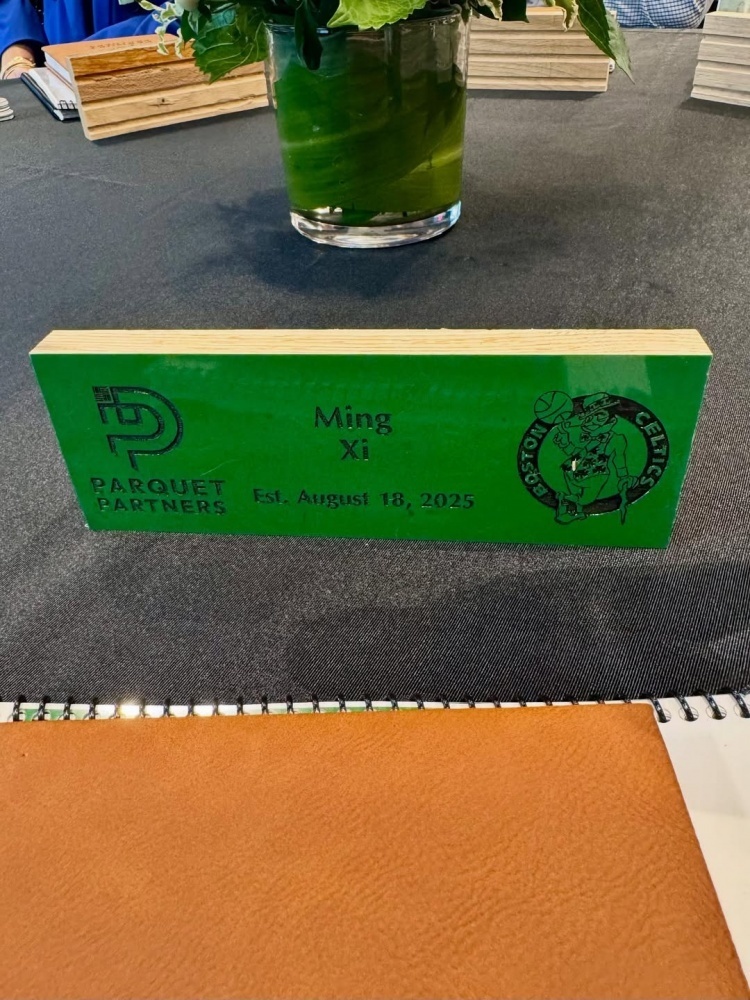 Ming
Xi
Est. August 18, 2025
PARQUET
PARTNERS
BOSTON CELTICS